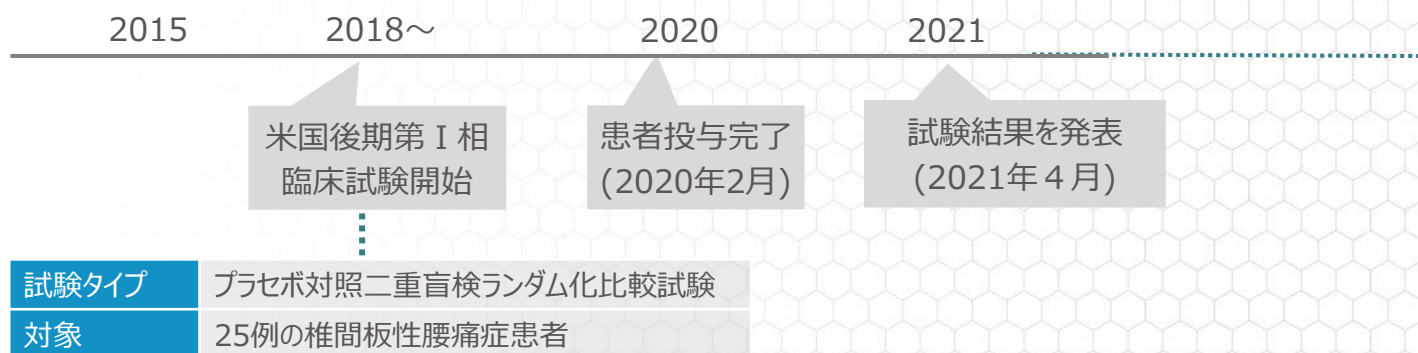 2015 2018～ 2020 2021
米国後期第Ⅰ相
臨床試験開始
患者投与完了
(2020年2月)
試験結果を発表
(2021年４月)
試験タイプ プラセボ対照二重盲検ランダム化比較試験
対象 25例の椎間板性腰痛症患者